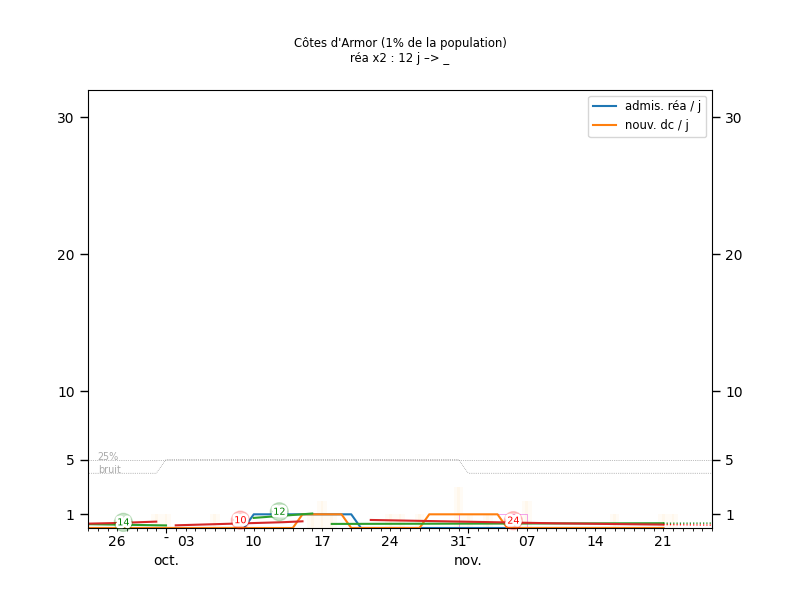 Côtes d'Armor (1% de la population)
réa x2 : 12 j –> _
admis. réa / j
nouv. dc / j
30 30
20 20
10 10
25%
5 5
bruit
1 14 10 12 24 1
26 - 03 10 17 24 31- 07 14 21
oct. nov.